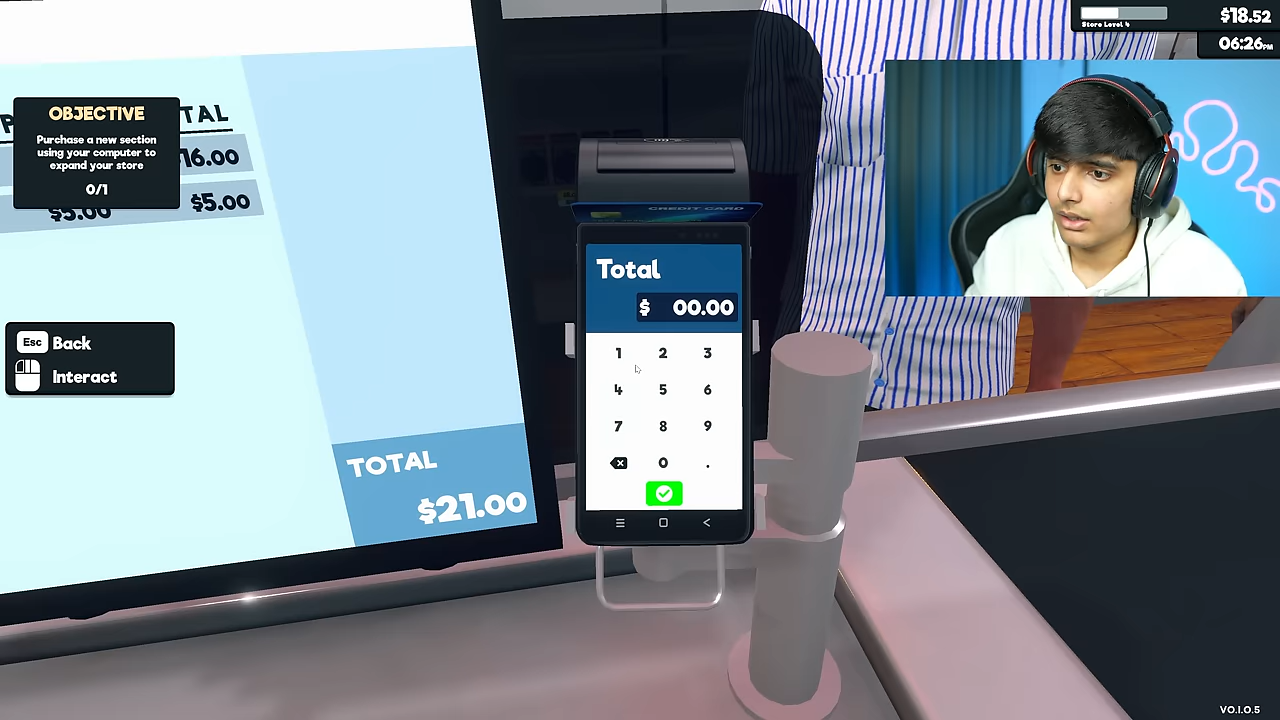 $18.52
Store Level 4
06:26PM
OBJECTIVE
Purchase a new section
using your computer to
expand your store
0/1
P
TAL
16.00
$5.00
$5.00
Esc Back
Interact
TOTAL
$21.00
CREDIT CARD
Total
$ 00.00
1 2 3
4 5 6
7 8 9
0 .
V0.1.0.5